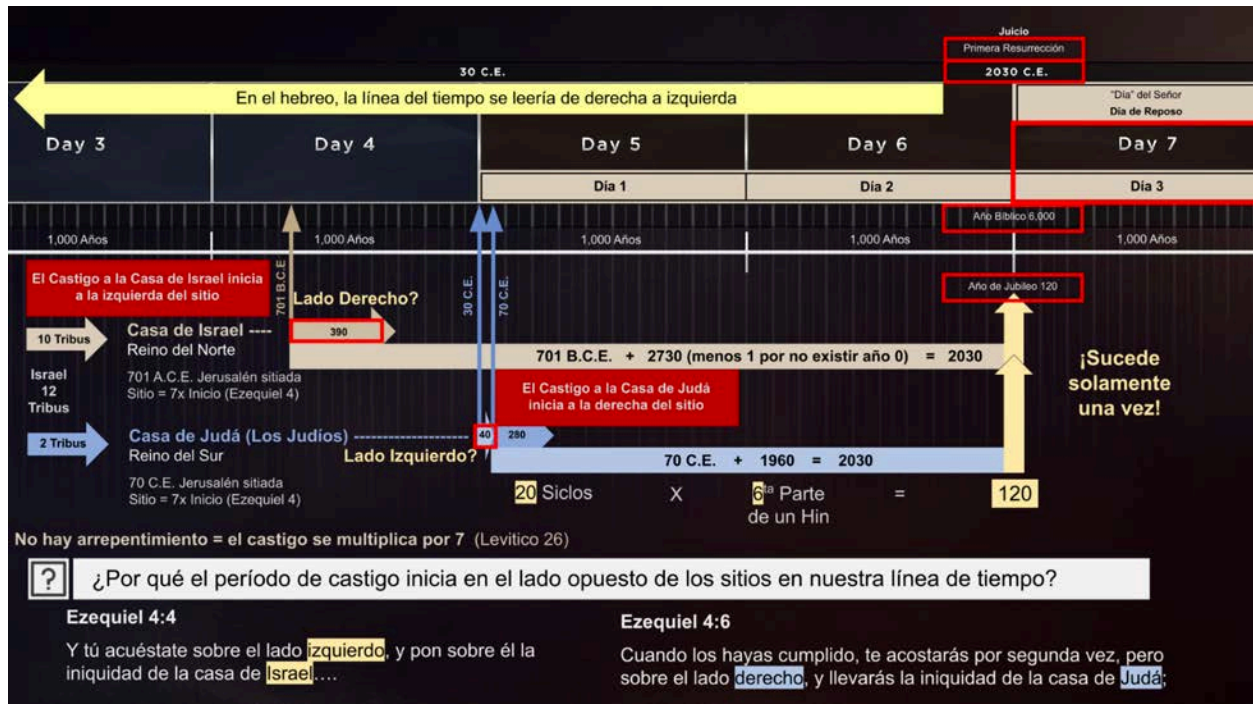 Juicio
Primera Resurrección
30 C.E.
2030 C.E.
En el hebreo, la línea del tiempo se leería de derecha a izquierda
"Día" del Señor
Día de Reposo
Day 3
Day 4
Day 5
Day 6
Day 7
Día 1
Día 2
Día 3
Año Bíblico 6,000
1,000 Años
1,000 Años
1,000 Años
1,000 Años
1,000 Años
El Castigo a la Casa de Israel inicia
a la izquierda del sitio
701 B.C.E
Lado Derecho?
30 C.E.
70 C.E.
Año de Jubileo 120
10 Tribus
Casa de Israel ----
390
Reino del Norte
701 B.C.E. + 2730 (menos 1 por no existir año 0) = 2030
701 A.C.E. Jerusalén sitiada
Sitio = 7x Inicio (Ezequiel 4)
Israel
12
Tribus
El Castigo a la Casa de Judá
inicia a la derecha del sitio
¡Sucede
solamente
una vez!
2 Tribus
Casa de Judá (Los Judíos) ------------------
40
280
Reino del Sur
Lado Izquierdo?
70 C.E. + 1960 = 2030
70 C.E. Jerusalén sitiada
Sitio = 7x Inicio (Ezequiel 4)
20 Siclos X 6ta Parte = 120
de un Hin
No hay arrepentimiento = el castigo se multiplica por 7 (Levitico 26)
? ¿Por qué el período de castigo inicia en el lado opuesto de los sitios en nuestra línea de tiempo?
Ezequiel 4:4
Y tú acuéstate sobre el lado izquierdo, y pon sobre él la
iniquidad de la casa de Israel….
Ezequiel 4:6
Cuando los hayas cumplido, te acostarás por segunda vez, pero
sobre el lado derecho, y llevarás la iniquidad de la casa de Judá;